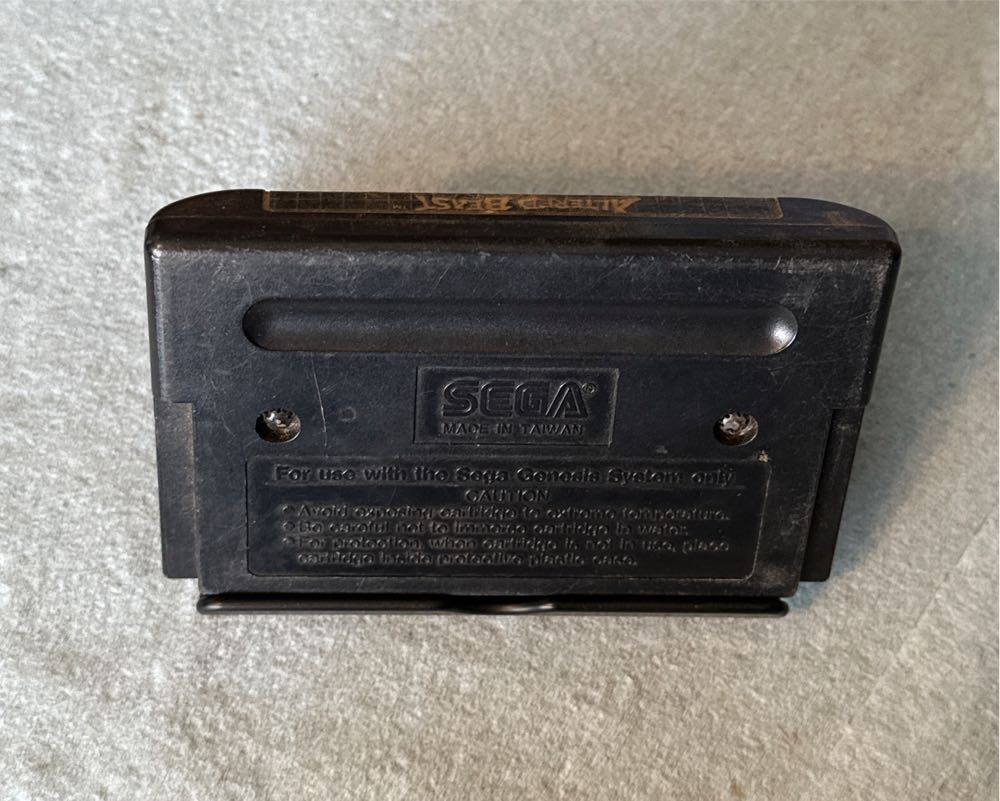 ALTERED BEAST
SEGA®
MADE IN TAIWAN
For use with the Sega Genesis System only
CAUTION
• Avoid exposing cartridge to extreme temperature.
• Be careful not to immerse cartridge in water.
• For protection, when cartridge is not in use, place
cartridge inside protective plastic case.